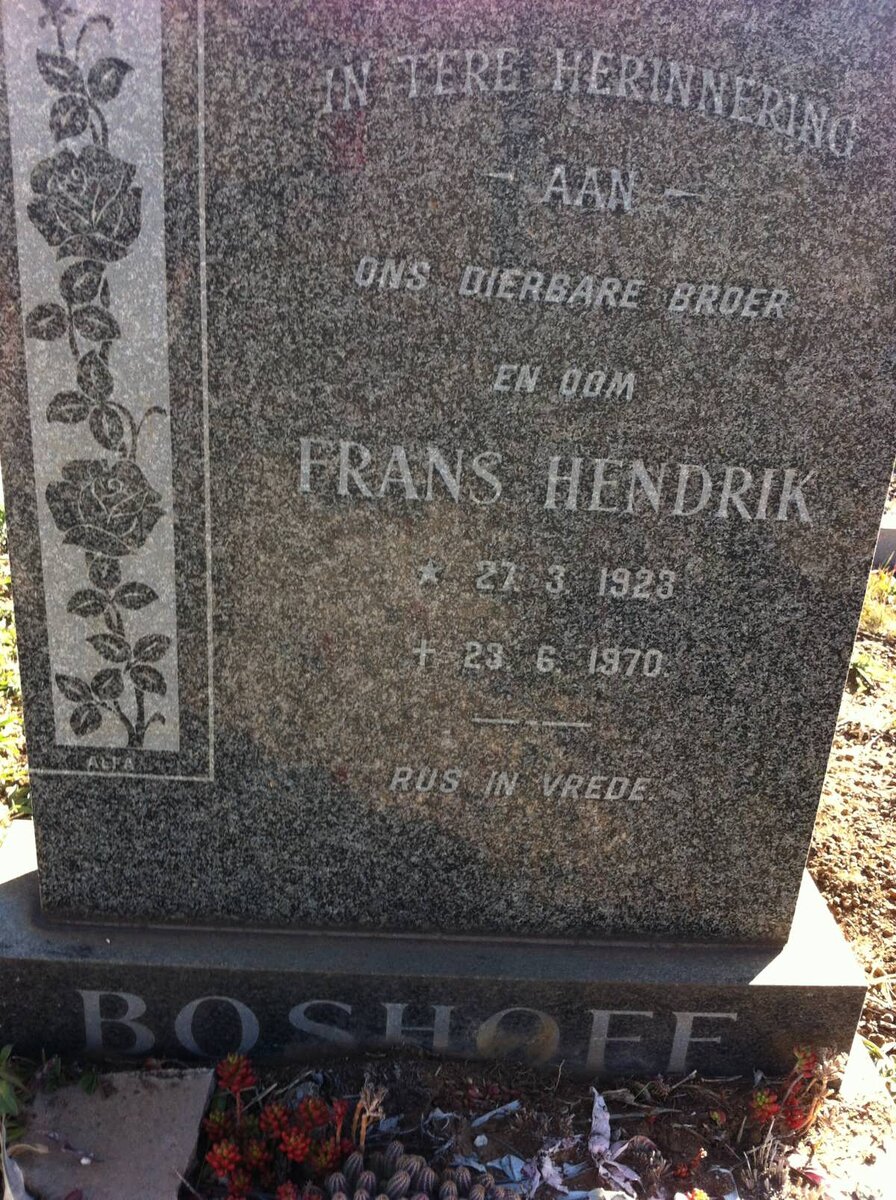 IN TERE HERINNERING
- AAN -
ONS DIERBARE BROER
EN OOM
FRANS HENDRIK
★ 27. 3. 1923
† 23. 6. 1970.
RUS IN VREDE.
ALFA
BOSHOFF